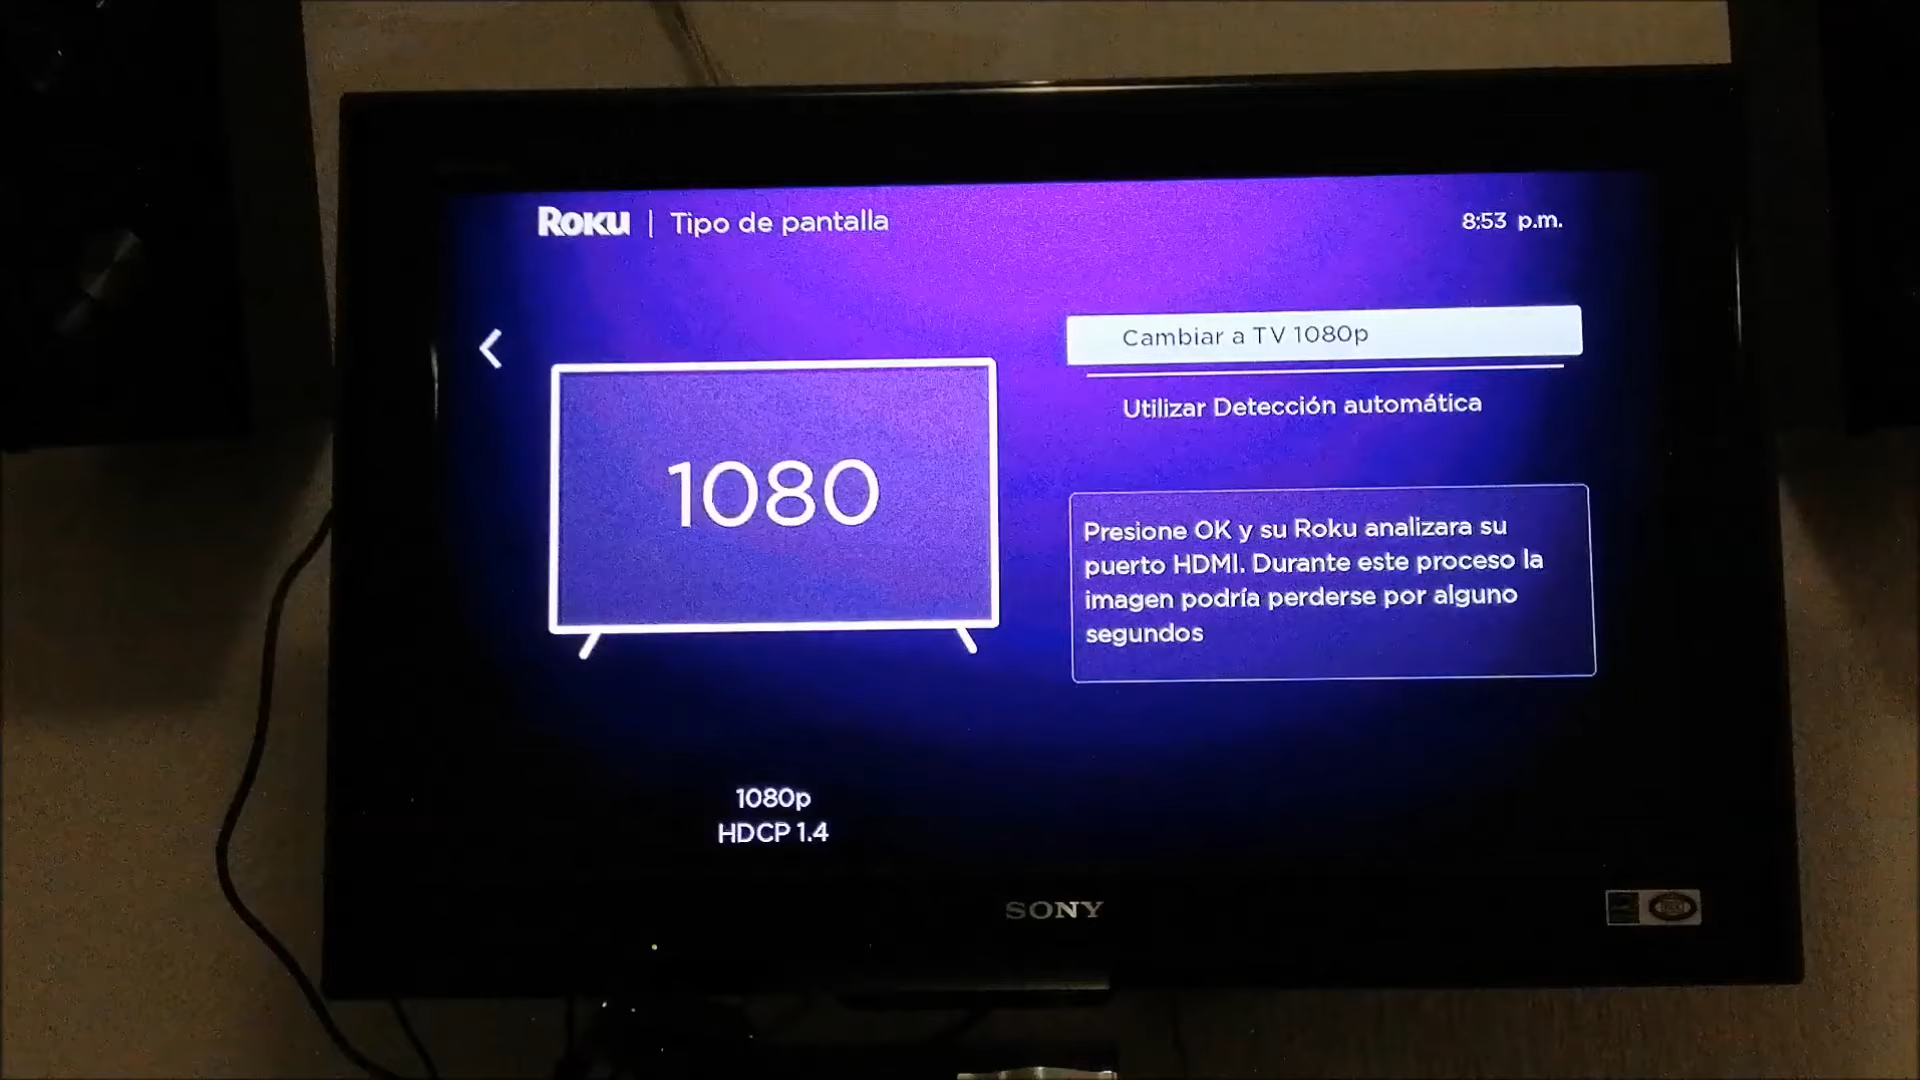 Roku | Tipo de pantalla
8:53 p.m.
Cambiar a TV 1080p
Utilizar Detección automática
1080
Presione OK y su Roku analizara su
puerto HDMI. Durante este proceso la
imagen podría perderse por alguno
segundos
1080p
HDCP 1.4
SONY